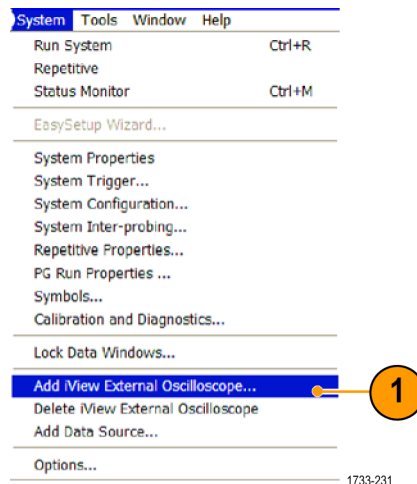 System Tools Window Help
Run System Ctrl+R
Repetitive
Status Monitor Ctrl+M
EasySetup Wizard...
System Properties
System Trigger...
System Configuration...
System Inter-probing...
Repetitive Properties...
PG Run Properties ...
Symbols...
Calibration and Diagnostics...
Lock Data Windows...
Add iView External Oscilloscope...
1
Delete iView External Oscilloscope
Add Data Source...
Options...
1733-231